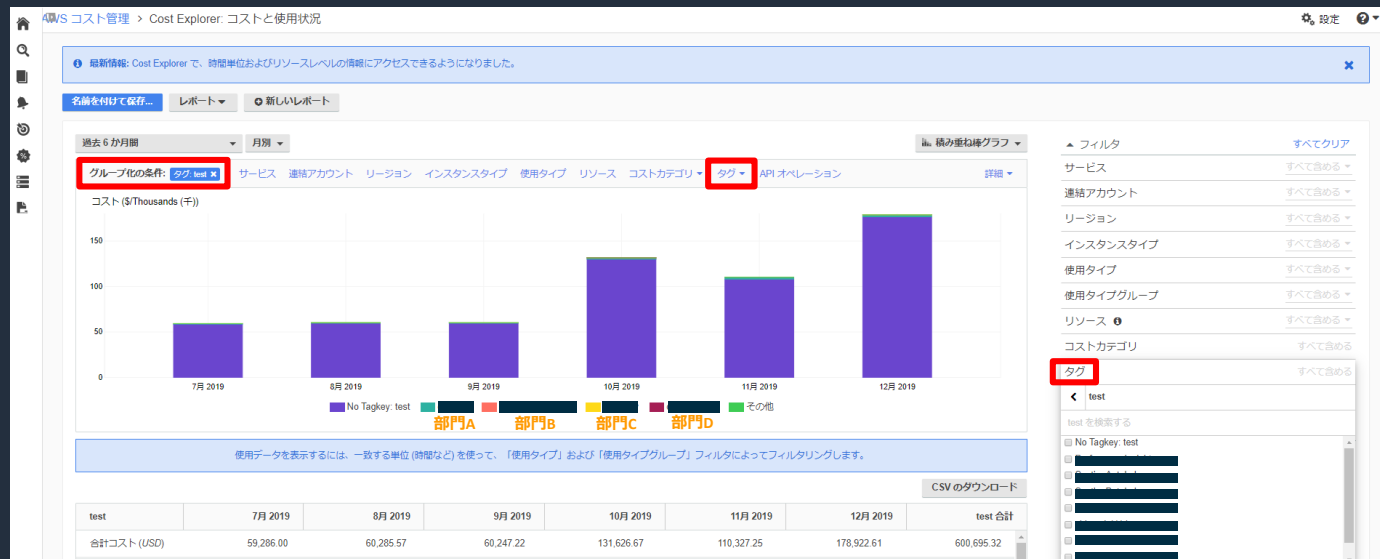 AWS コスト管理 > Cost Explorer: コストと使用状況
設定
最新情報: Cost Explorer で、時間単位およびリソースレベルの情報にアクセスできるようになりました。
名前を付けて保存...
レポート
新しいレポート
過去 6 か月間
月別
積み重ね棒グラフ
グループ化の条件: タグ: test サービス 連結アカウント リージョン インスタンスタイプ 使用タイプ リソース コストカテゴリ タグ API オペレーション 詳細
コスト ($/Thousands (千))
150
100
50
0
7月 2019 8月 2019 9月 2019 10月 2019 11月 2019 12月 2019
No Tagkey: test その他
部門A 部門B 部門C 部門D
使用データを表示するには、一致する単位 (時間など) を使って、「使用タイプ」および「使用タイプグループ」フィルタによってフィルタリングします。
CSV のダウンロード
test 7月 2019 8月 2019 9月 2019 10月 2019 11月 2019 12月 2019 test 合計
合計コスト (USD) 59,286.00 60,285.57 60,247.22 131,626.67 110,327.25 178,922.61 600,695.32
フィルタ すべてクリア
サービス すべて含める
連結アカウント すべて含める
リージョン すべて含める
インスタンスタイプ すべて含める
使用タイプ すべて含める
使用タイプグループ すべて含める
リソース すべて含める
コストカテゴリ すべて含める
タグ すべて含める
test
test を検索する
No Tagkey: test